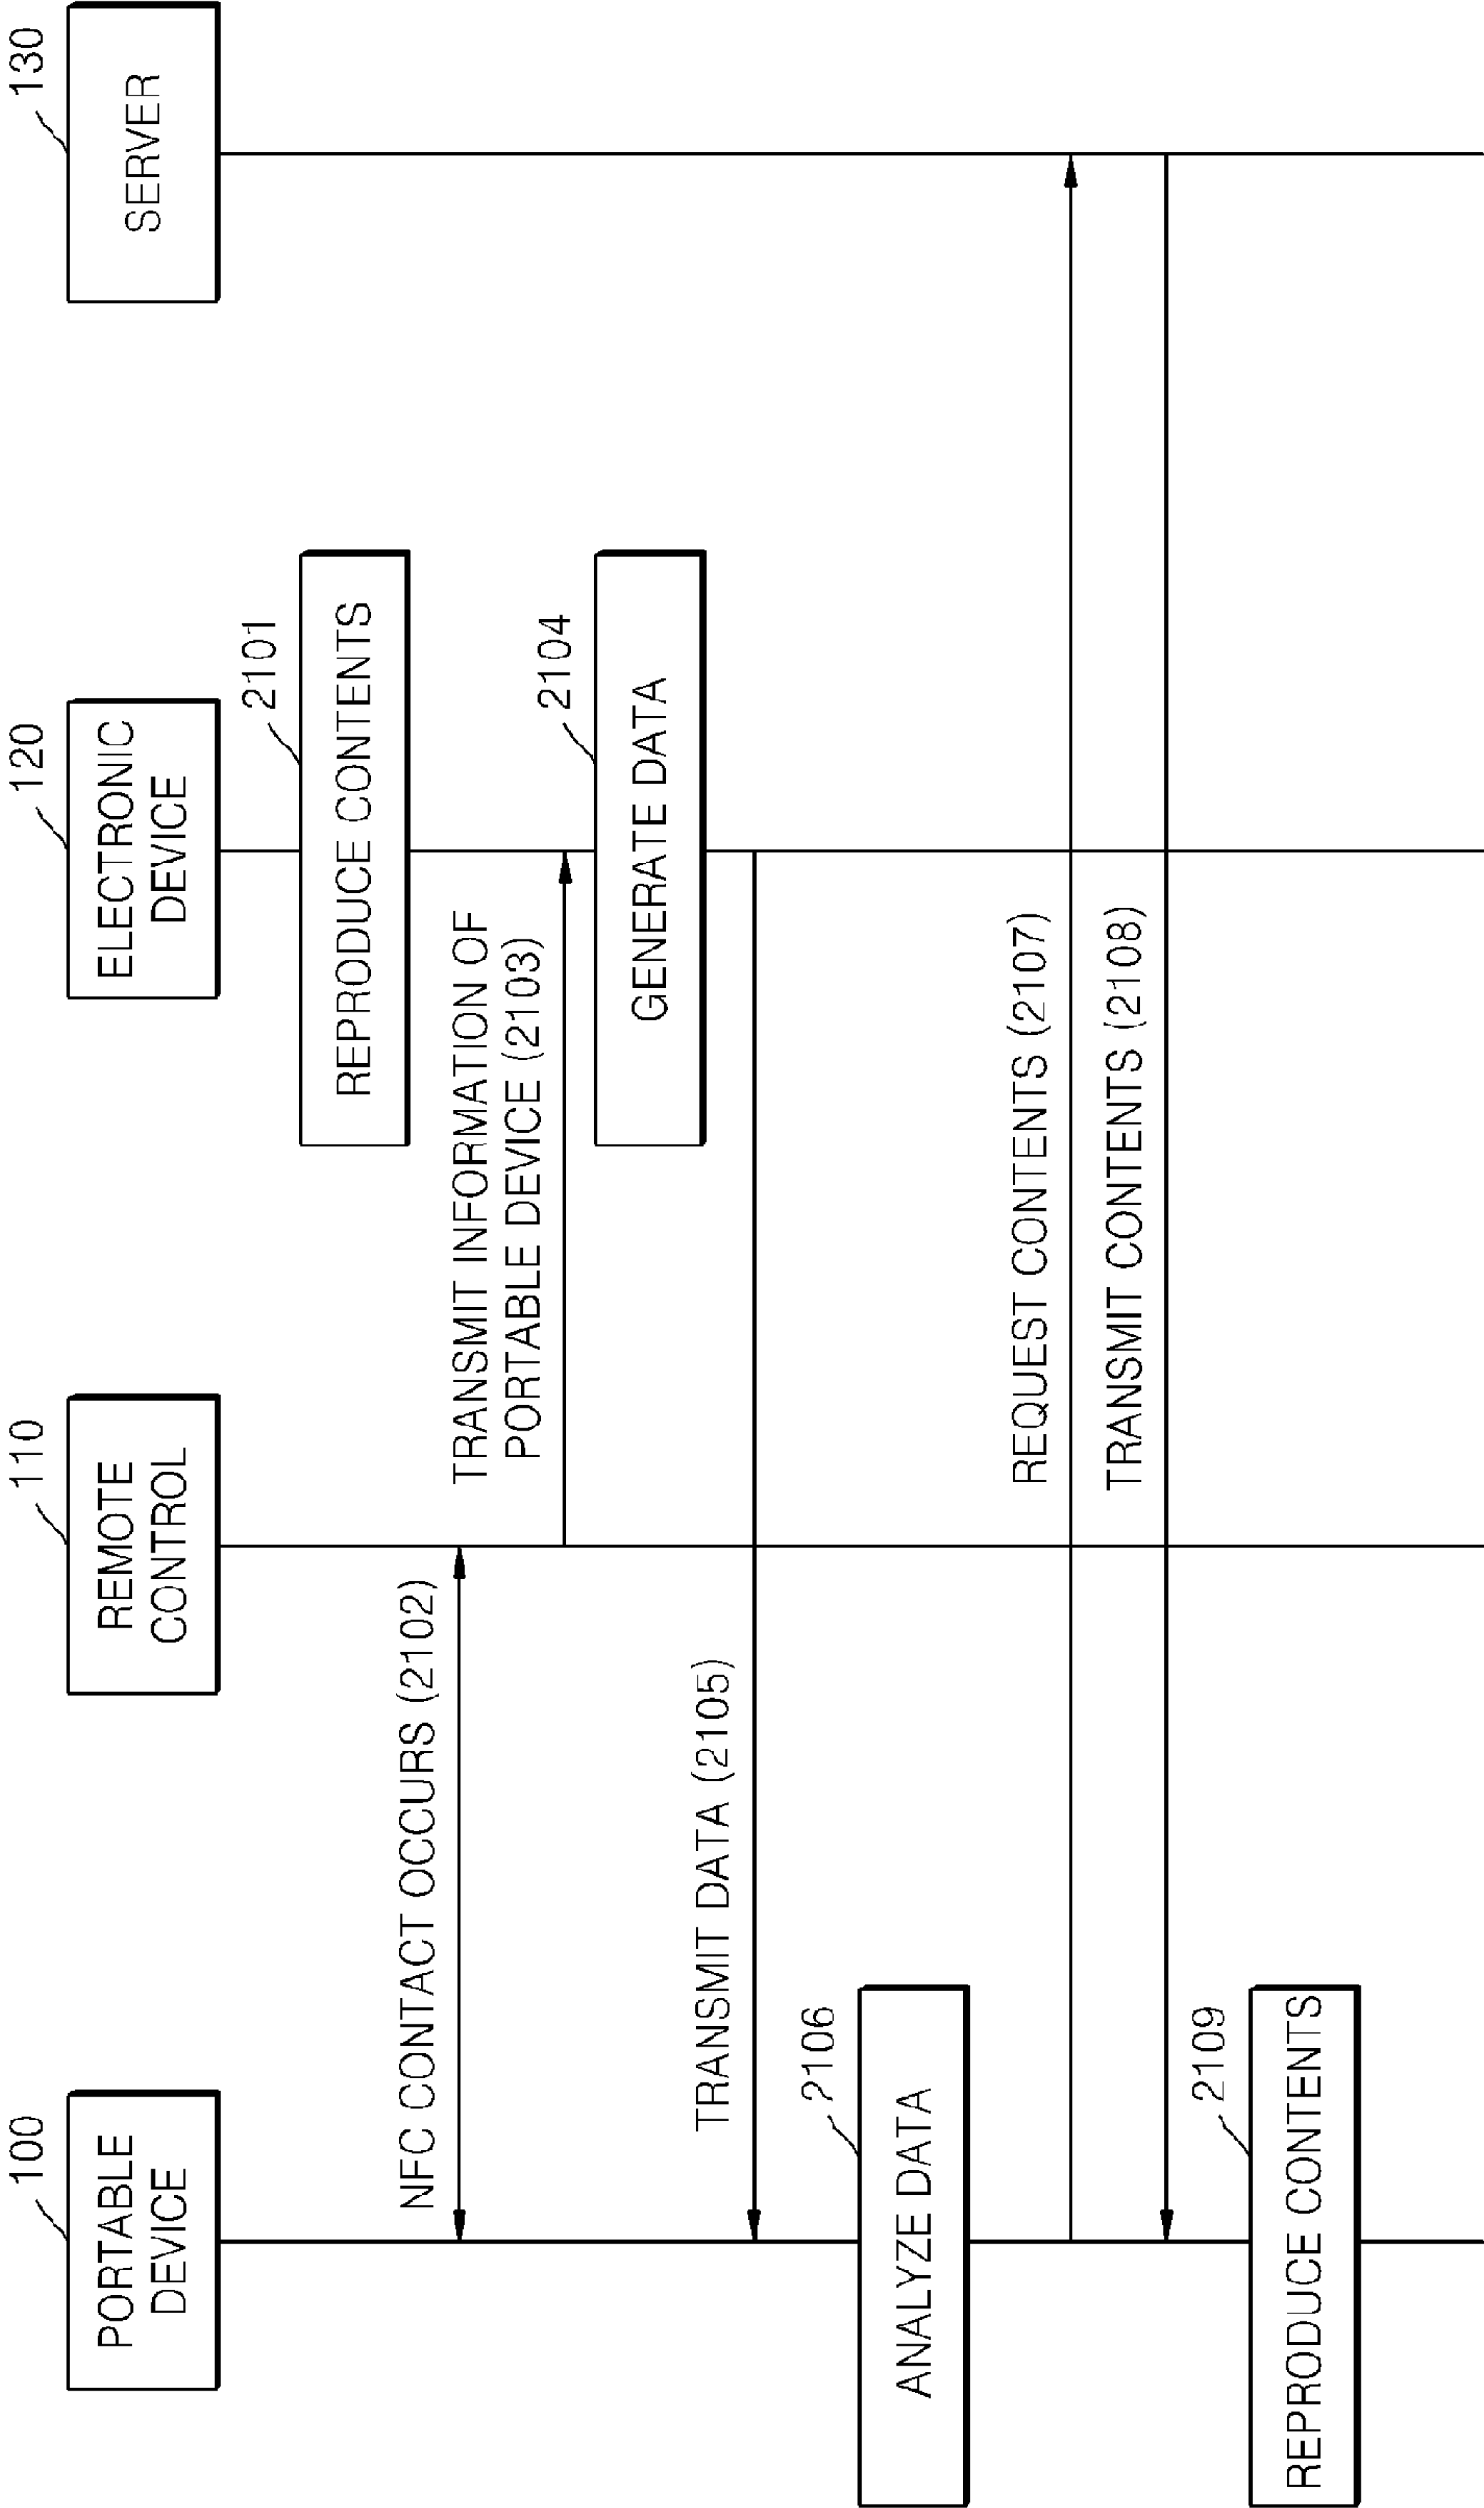 100
110
120
130
PORTABLE
DEVICE
REMOTE
CONTROL
ELECTRONIC
DEVICE
SERVER
2101
REPRODUCE CONTENTS
NFC CONTACT OCCURS (2102)
TRANSMIT INFORMATION OF
PORTABLE DEVICE (2103)
2104
GENERATE DATA
TRANSMIT DATA (2105)
2106
ANALYZE DATA
REQUEST CONTENTS (2107)
TRANSMIT CONTENTS (2108)
2109
REPRODUCE CONTENTS